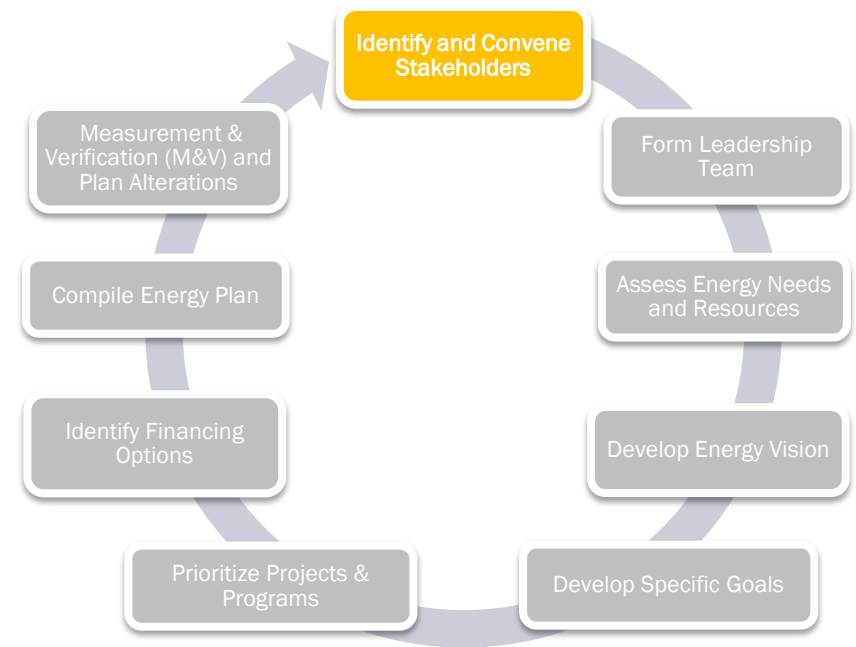 Identify and Convene
Stakeholders
Form Leadership
Team
Assess Energy Needs
and Resources
Develop Energy Vision
Develop Specific Goals
Prioritize Projects &
Programs
Identify Financing
Options
Compile Energy Plan
Measurement &
Verification (M&V) and
Plan Alterations